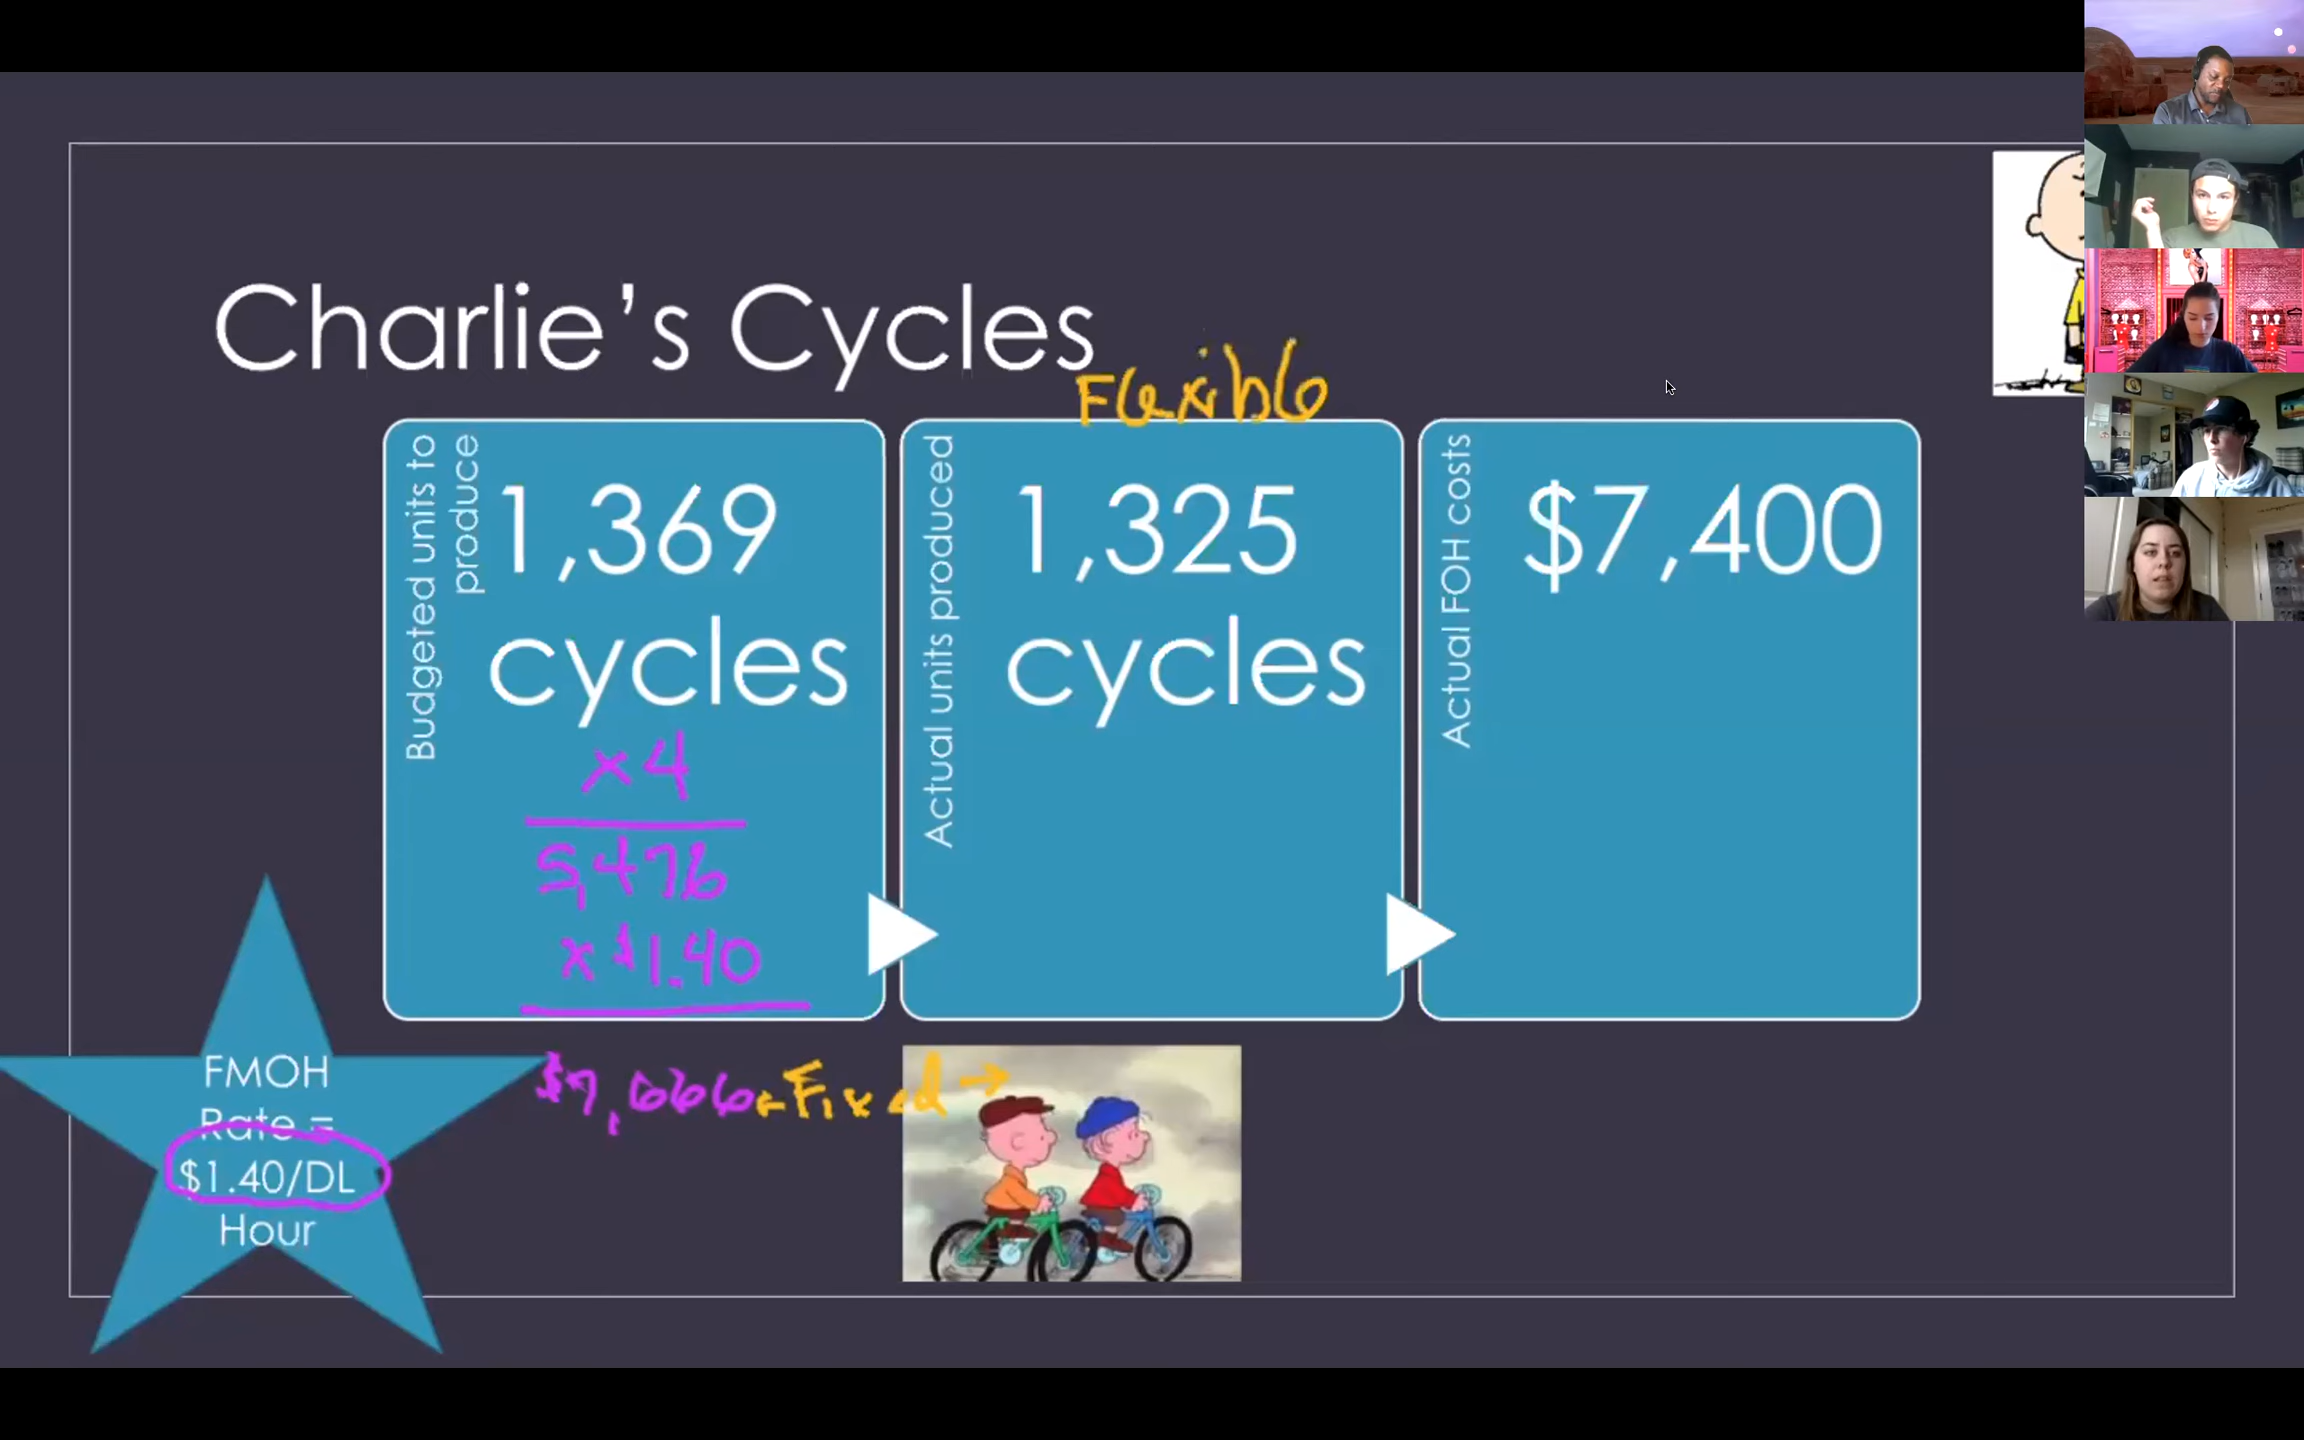 Charlie's Cycles
Flexible
Budgeted units to
produce
1,369
cycles
x 4
5,476
x $1.40
$7,666
Actual units produced
1,325
cycles
Actual FOH costs
$7,400
←Fixed →
FMOH
Rate =
$1.40/DL
Hour